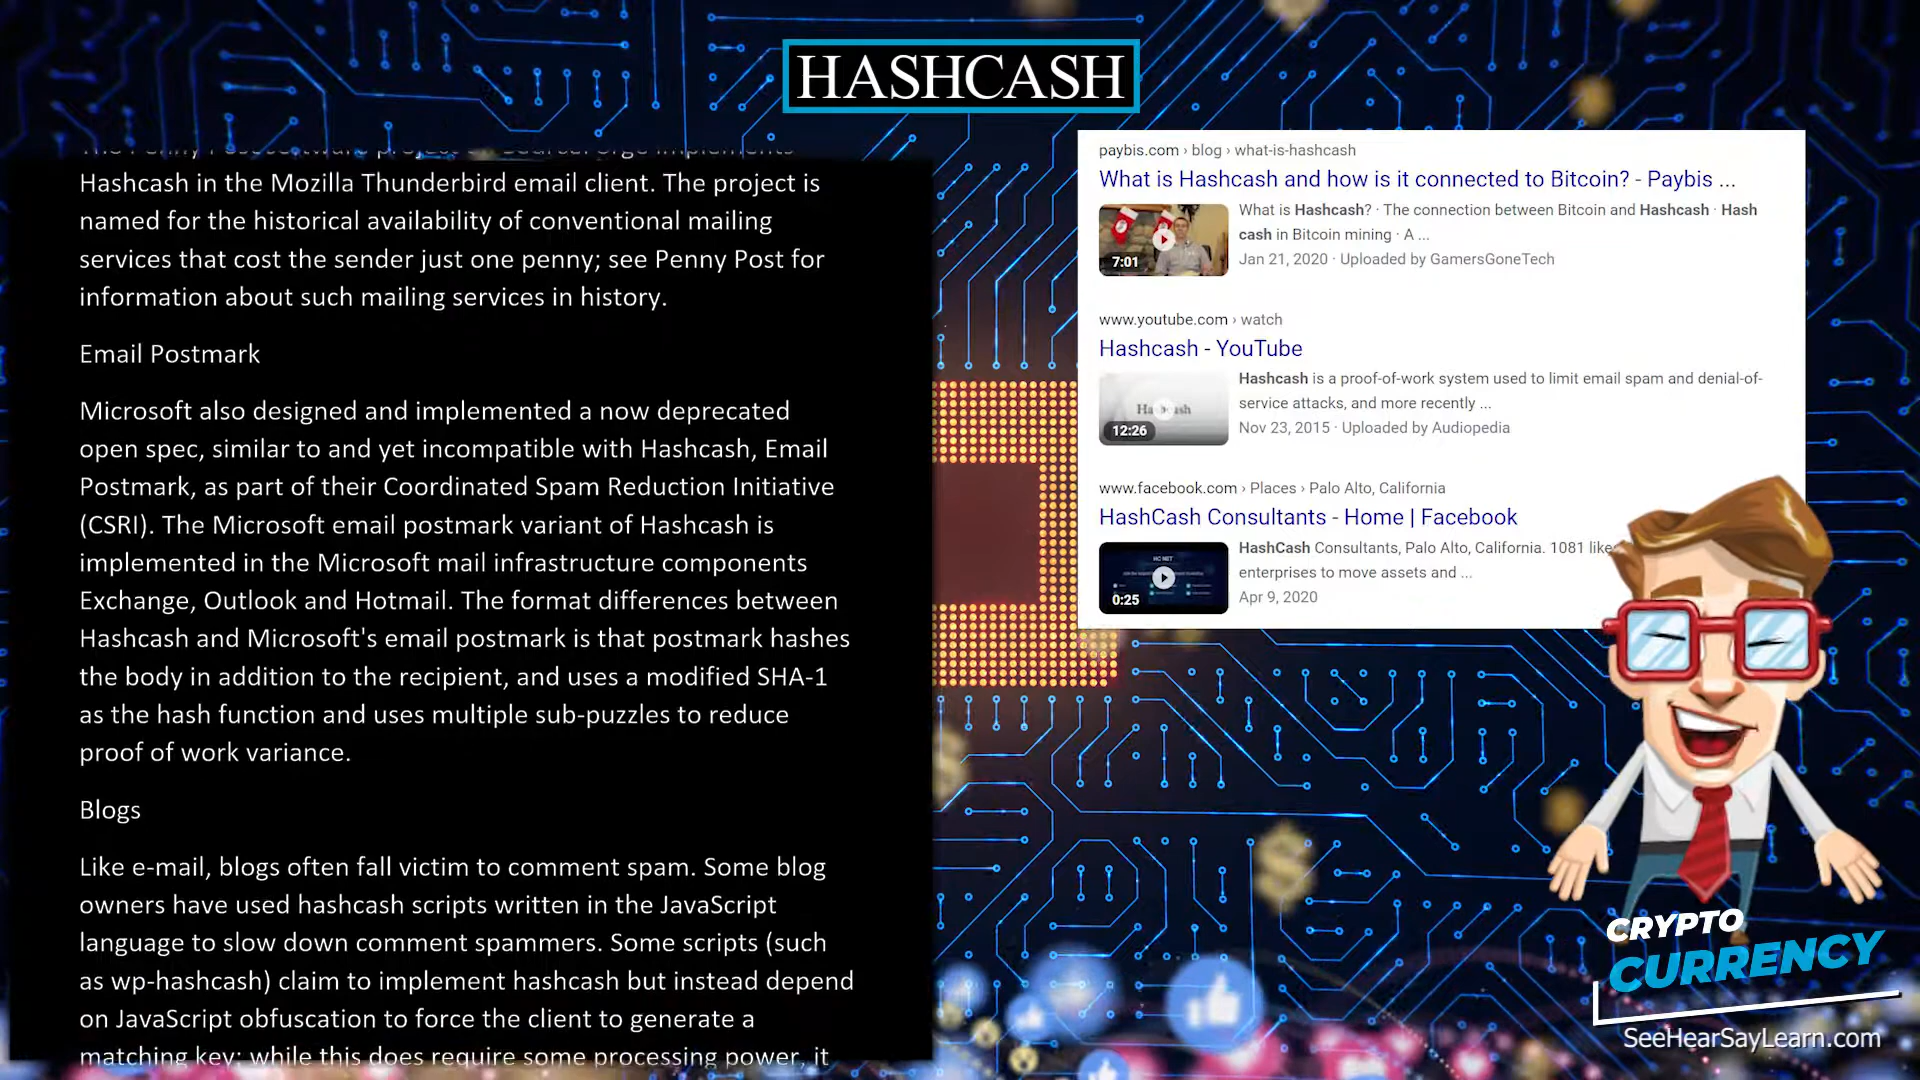 HASHCASH
Hashcash in the Mozilla Thunderbird email client. The project is
named for the historical availability of conventional mailing
services that cost the sender just one penny; see Penny Post for
information about such mailing services in history.
Email Postmark
Microsoft also designed and implemented a now deprecated
open spec, similar to and yet incompatible with Hashcash, Email
Postmark, as part of their Coordinated Spam Reduction Initiative
(CSRI). The Microsoft email postmark variant of Hashcash is
implemented in the Microsoft mail infrastructure components
Exchange, Outlook and Hotmail. The format differences between
Hashcash and Microsoft's email postmark is that postmark hashes
the body in addition to the recipient, and uses a modified SHA-1
as the hash function and uses multiple sub-puzzles to reduce
proof of work variance.
Blogs
Like e-mail, blogs often fall victim to comment spam. Some blog
owners have used hashcash scripts written in the JavaScript
language to slow down comment spammers. Some scripts (such
as wp-hashcash) claim to implement hashcash but instead depend
on JavaScript obfuscation to force the client to generate a
matching key; while this does require some processing power, it
paybis.com › blog › what-is-hashcash
What is Hashcash and how is it connected to Bitcoin? - Paybis ...
What is Hashcash? · The connection between Bitcoin and Hashcash · Hash
cash in Bitcoin mining · A ...
7:01
Jan 21, 2020 · Uploaded by GamersGoneTech
www.youtube.com › watch
Hashcash - YouTube
Hashcash is a proof-of-work system used to limit email spam and denial-of-
service attacks, and more recently ...
12:26
Nov 23, 2015 · Uploaded by Audiopedia
www.facebook.com › Places › Palo Alto, California
HashCash Consultants - Home | Facebook
HashCash Consultants, Palo Alto, California. 1081
enterprises to move assets and ...
0:25
Apr 9, 2020
CRYPTO
CURRENCY
SeeHearSayLearn.com